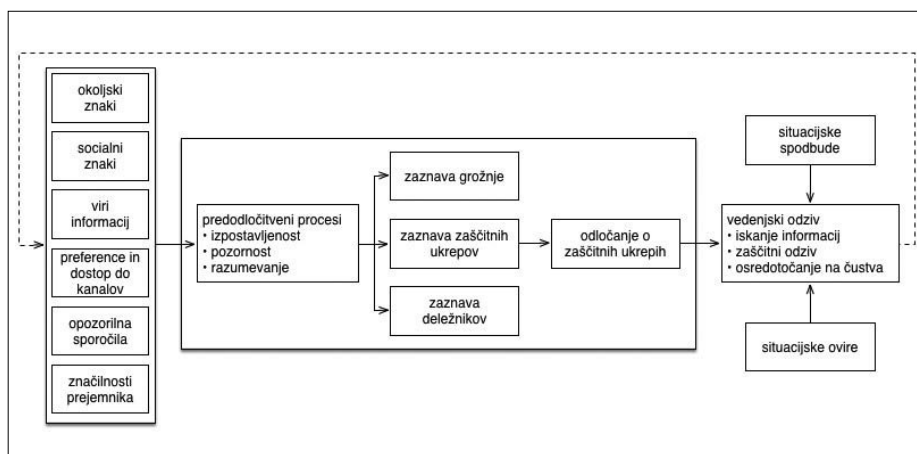 okoljski
znaki
socialni
znaki
viri
informacij
preference in
dostop do
kanalov
opozorilna
sporočila
značilnosti
prejemnika
predodločitveni procesi
• izpostavljenost
• pozornost
• razumevanje
zaznava grožnje
zaznava zaščitnih
ukrepov
zaznava
deležnikov
odločanje o
zaščitnih ukrepih
situacijske
spodbude
vedenjski odziv
• iskanje informacij
• zaščitni odziv
• osredotočanje na čustva
situacijske ovire